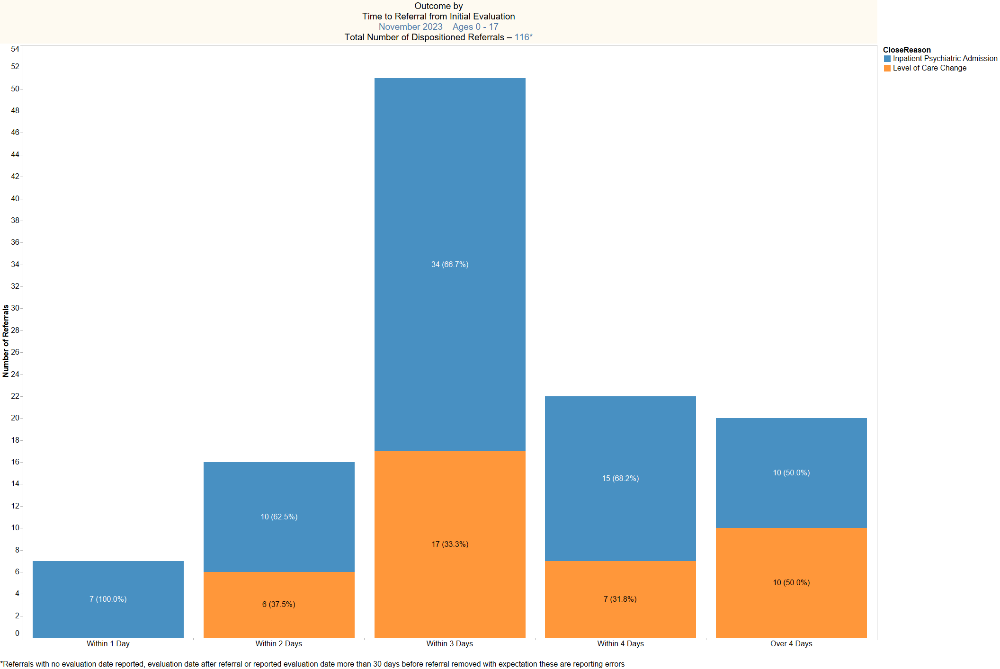 Outcome by
Time to Referral from Initial Evaluation
November 2023 Ages 0 - 17
Total Number of Dispositioned Referrals – 116*
CloseReason
Inpatient Psychiatric Admission
Level of Care Change
Number of Referrals
54
52
50
48
46
44
42
40
38
36
34
32
30
28
26
24
22
20
18
16
14
12
10
8
6
4
2
0
7 (100.0%)
10 (62.5%)
6 (37.5%)
34 (66.7%)
17 (33.3%)
15 (68.2%)
7 (31.8%)
10 (50.0%)
10 (50.0%)
Within 1 Day
Within 2 Days
Within 3 Days
Within 4 Days
Over 4 Days
*Referrals with no evaluation date reported, evaluation date after referral or reported evaluation date more than 30 days before referral removed with expectation these are reporting errors